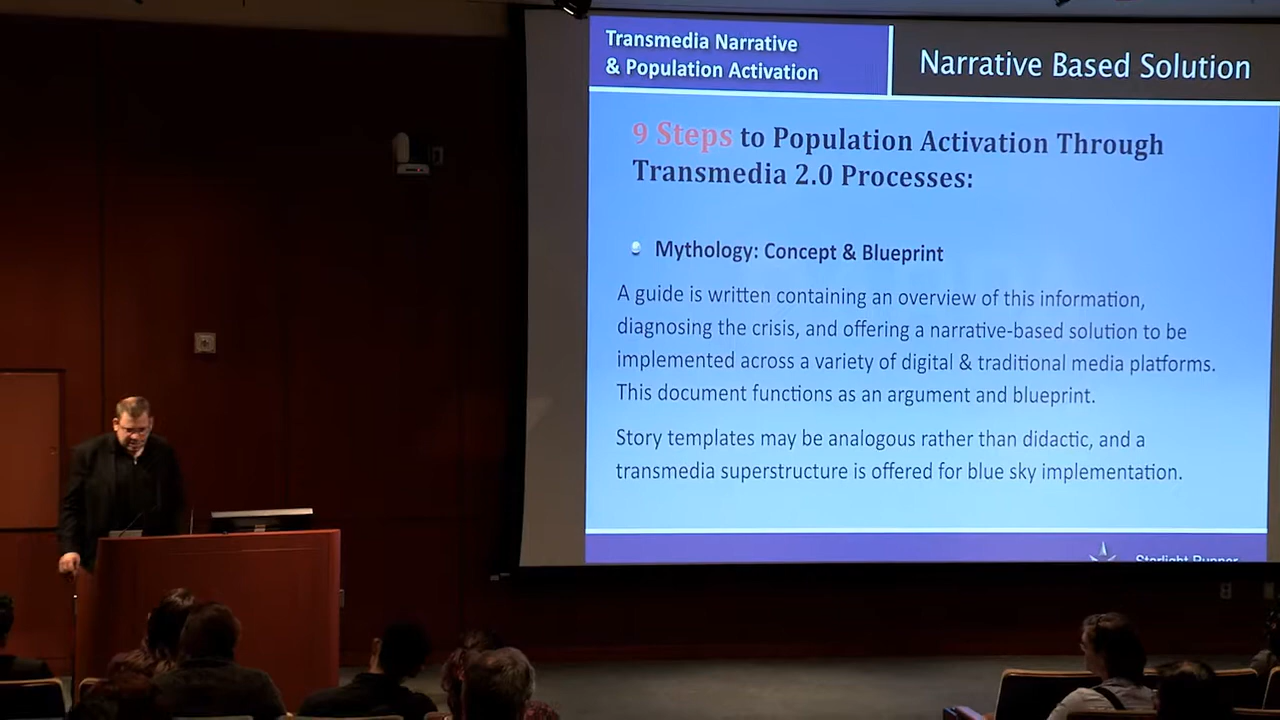 Transmedia Narrative
& Population Activation
Narrative Based Solution
9 Steps to Population Activation Through
Transmedia 2.0 Processes:
Mythology: Concept & Blueprint
A guide is written containing an overview of this information,
diagnosing the crisis, and offering a narrative-based solution to be
implemented across a variety of digital & traditional media platforms.
This document functions as an argument and blueprint.
Story templates may be analogous rather than didactic, and a
transmedia superstructure is offered for blue sky implementation.
Starlight Runner